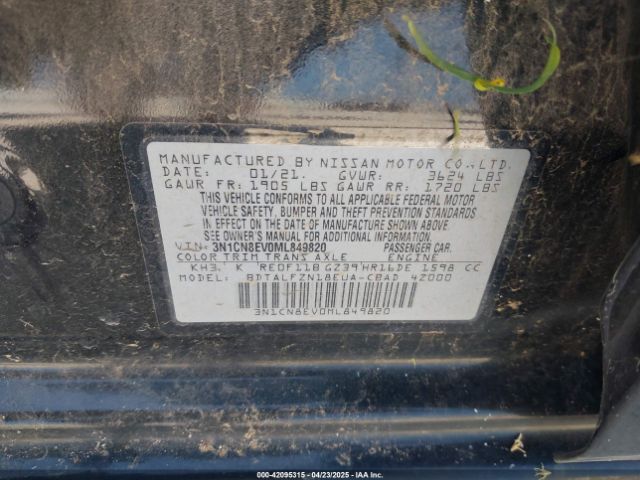 MANUFACTURED BY NISSAN MOTOR CO.,LTD.
DATE: 01/21. GVWR: 3624 LBS
GAWR FR: 1905 LBS GAWR RR: 1720 LBS
THIS VEHICLE CONFORMS TO ALL APPLICABLE FEDERAL MOTOR
VEHICLE SAFETY, BUMPER AND THEFT PREVENTION STANDARDS
IN EFFECT ON THE DATE OF MANUFACTURE SHOWN ABOVE.
SEE OWNER'S MANUAL FOR ADDITIONAL INFORMATION.
VIN: 3N1CN8EV0ML849820 PASSENGER CAR.
COLOR TRIM TRANS AXLE ENGINE
KH3. K RE0F11B GZ39 HR16DE 1598 CC
MODEL: BDTALFZN18EUA-CBAD 4Z000
3N1CN8EV0ML849820
000-42095315 - 04/23/2025 - IAA Inc.